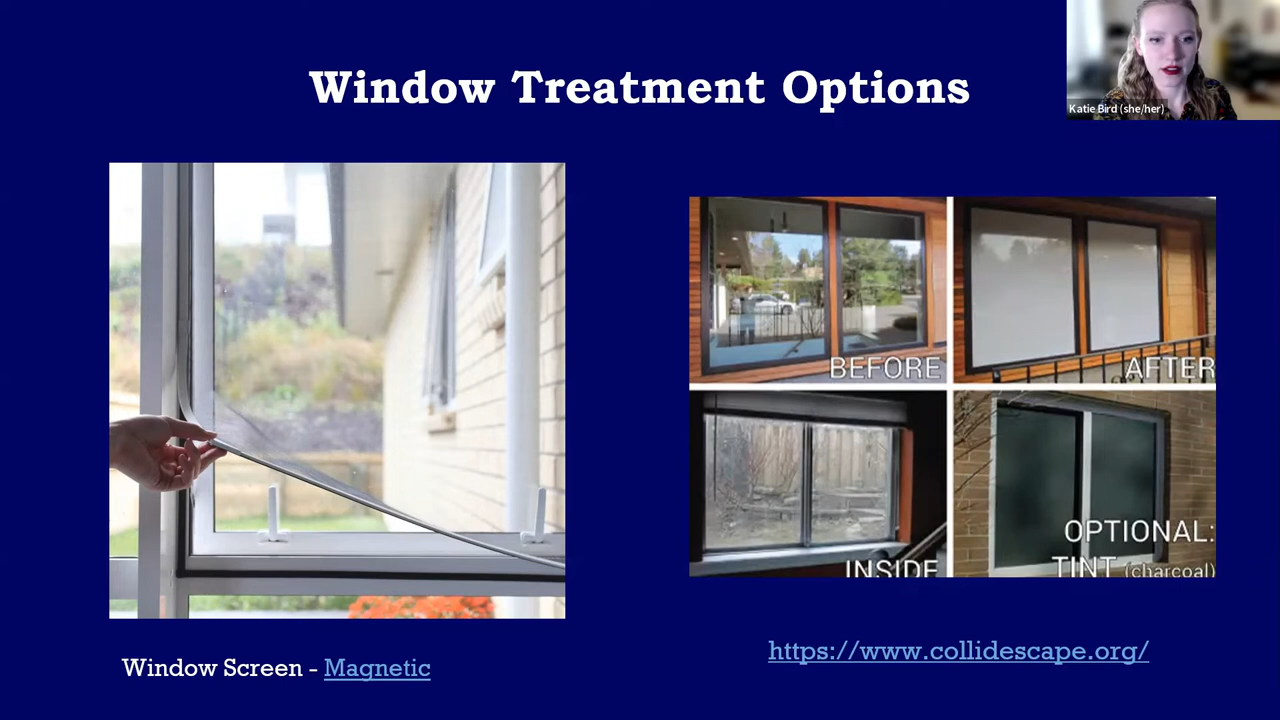 Window Treatment Options
Katie Bird (she/her)
BEFORE
AFTER
INSIDE
OPTIONAL:
TINT (charcoal)
Window Screen - Magnetic
https://www.collidescape.org/